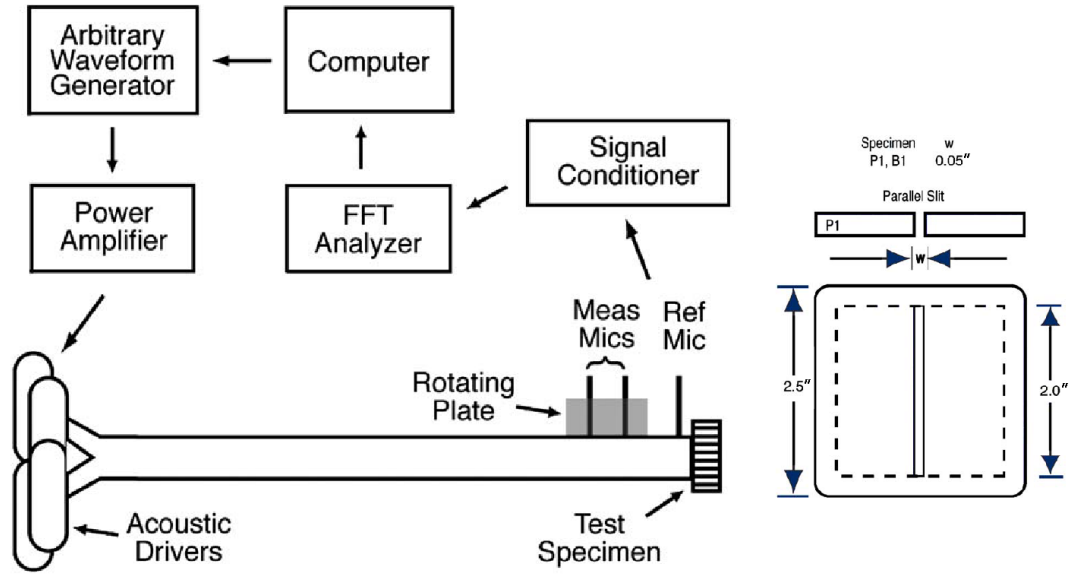 Arbitrary
Waveform
Generator
Computer
Signal
Conditioner
Power
Amplifier
FFT
Analyzer
Meas
Mics
Ref
Mic
Rotating
Plate
Acoustic
Drivers
Test
Specimen
Specimen w
P1, B1 0.05″
Parallel Slit
P1
w
2.5″
2.0″